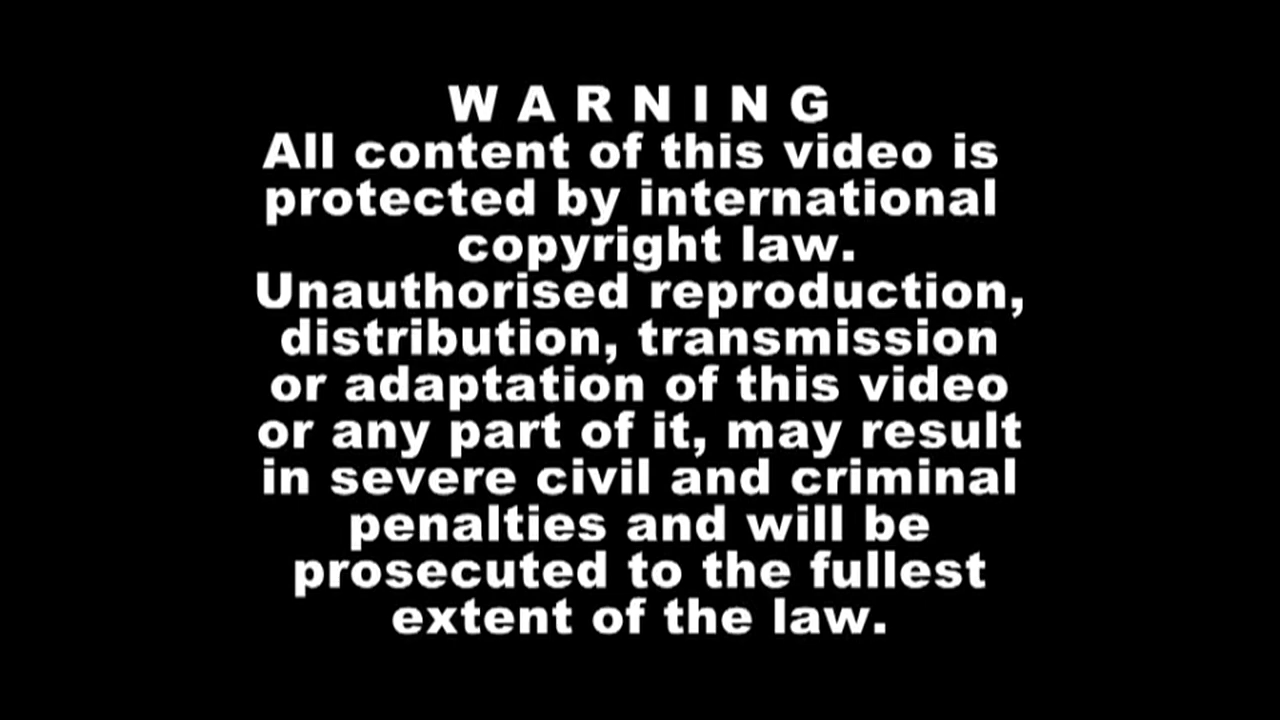 W A R N I N G
All content of this video is
protected by international
copyright law.
Unauthorised reproduction,
distribution, transmission
or adaptation of this video
or any part of it, may result
in severe civil and criminal
penalties and will be
prosecuted to the fullest
extent of the law.